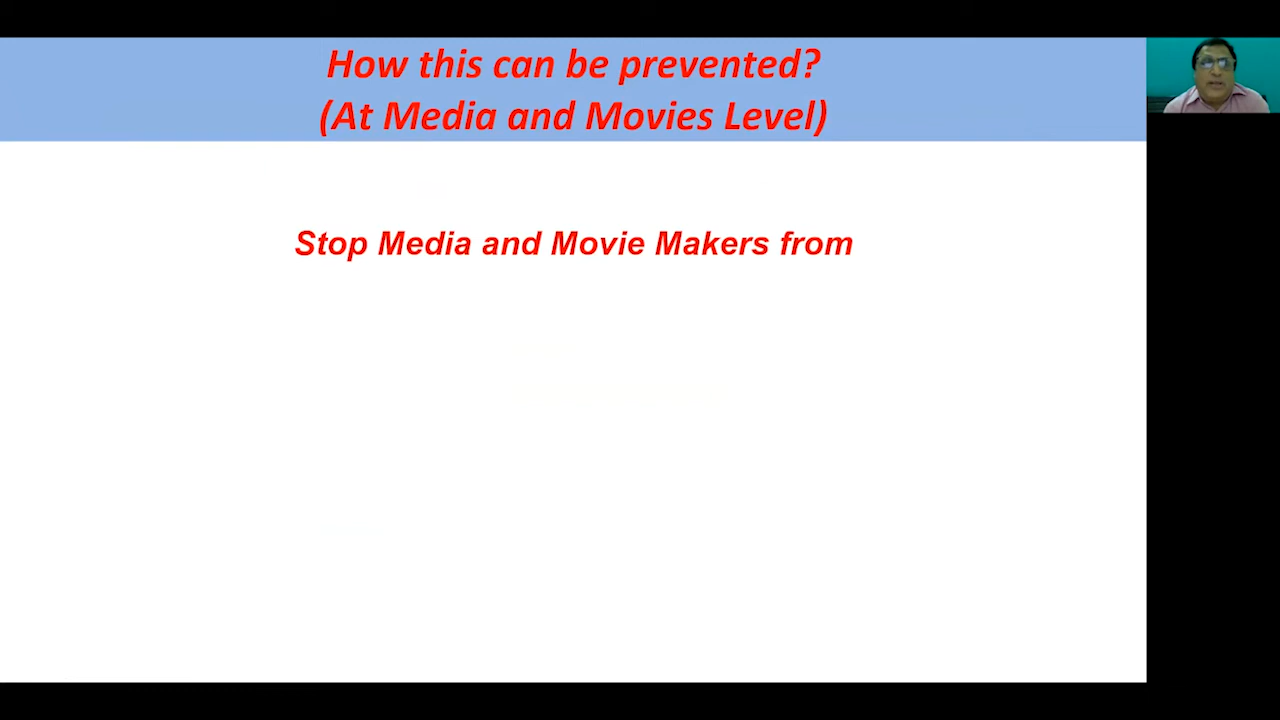 How this can be prevented?
(At Media and Movies Level)
Stop Media and Movie Makers from